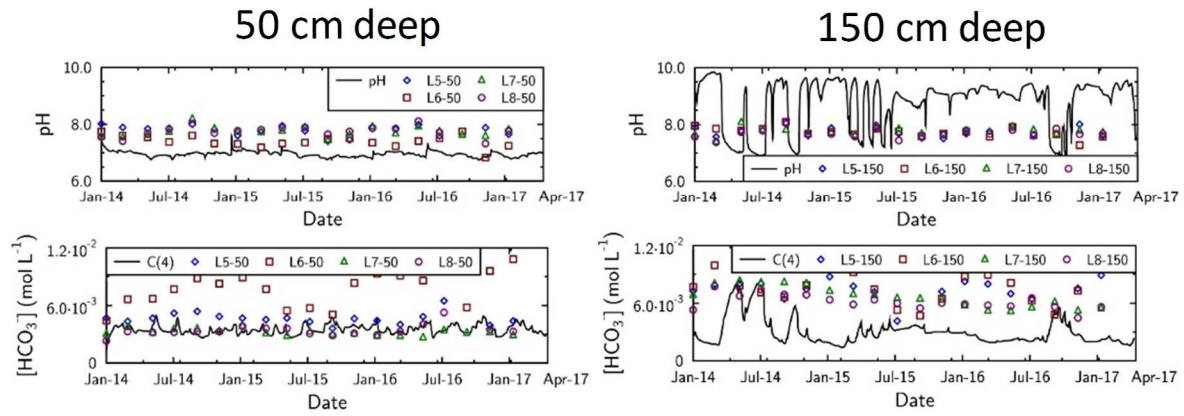 50 cm deep
10.0
pH L5-50 L7-50
L6-50 L8-50
8.0
6.0
pH
Jan-14 Jul-14 Jan-15 Jul-15 Jan-16 Jul-16 Jan-17 Apr-17
Date
1.2·10⁻²
C(4) L5-50 L6-50 L7-50 L8-50
6.0·10⁻³
0
[HCO₃] (mol L⁻¹)
Jan-14 Jul-14 Jan-15 Jul-15 Jan-16 Jul-16 Jan-17 Apr-17
Date
150 cm deep
10.0
8.0
6.0
pH
pH L5-150 L6-150 L7-150 L8-150
Jan-14 Jul-14 Jan-15 Jul-15 Jan-16 Jul-16 Jan-17 Apr-17
Date
1.2·10⁻²
C(4) L5-150 L6-150 L7-150 L8-150
6.0·10⁻³
0
[HCO₃] (mol L⁻¹)
Jan-14 Jul-14 Jan-15 Jul-15 Jan-16 Jul-16 Jan-17 Apr-17
Date